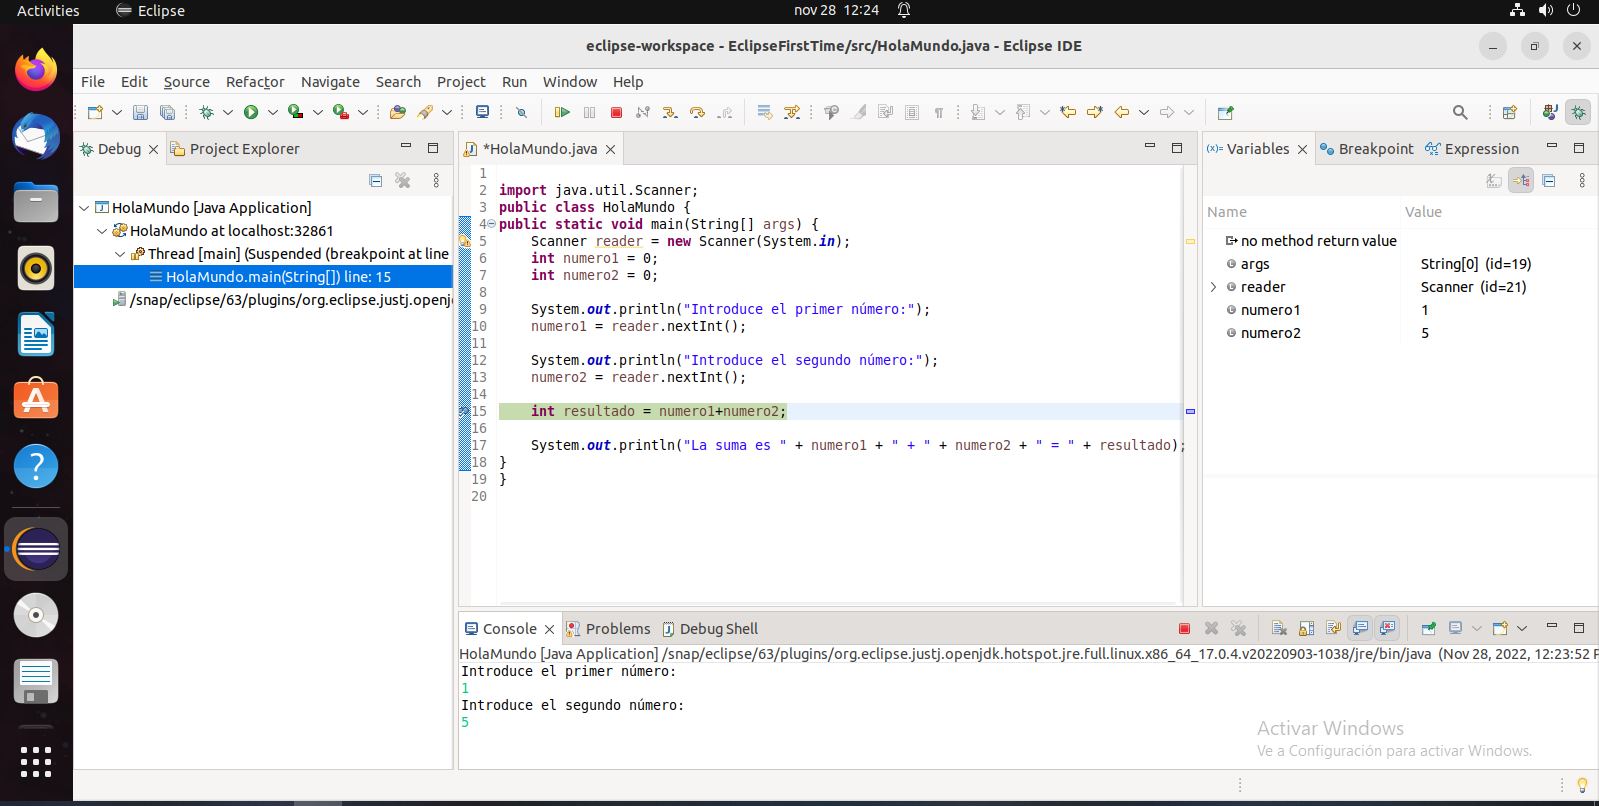 Activities Eclipse nov 28 12:24
eclipse-workspace - EclipseFirstTime/src/HolaMundo.java - Eclipse IDE
File Edit Source Refactor Navigate Search Project Run Window Help
Debug Project Explorer
HolaMundo [Java Application]
HolaMundo at localhost:32861
Thread [main] (Suspended (breakpoint at line
HolaMundo.main(String[]) line: 15
/snap/eclipse/63/plugins/org.eclipse.justj.openj
*HolaMundo.java
1
2 import java.util.Scanner;
3 public class HolaMundo {
4 public static void main(String[] args) {
5 Scanner reader = new Scanner(System.in);
6 int numero1 = 0;
7 int numero2 = 0;
8
9 System.out.println("Introduce el primer número:");
10 numero1 = reader.nextInt();
11
12 System.out.println("Introduce el segundo número:");
13 numero2 = reader.nextInt();
14
15 int resultado = numero1+numero2;
16
17 System.out.println("La suma es " + numero1 + " + " + numero2 + " = " + resultado);
18 }
19 }
20
(x)= Variables Breakpoint Expression
Name Value
no method return value
args String[0] (id=19)
reader Scanner (id=21)
numero1 1
numero2 5
Console Problems Debug Shell
HolaMundo [Java Application] /snap/eclipse/63/plugins/org.eclipse.justj.openjdk.hotspot.jre.full.linux.x86_64_17.0.4.v20220903-1038/jre/bin/java (Nov 28, 2022, 12:23:52 P
Introduce el primer número:
1
Introduce el segundo número:
5
Activar Windows
Ve a Configuración para activar Windows.